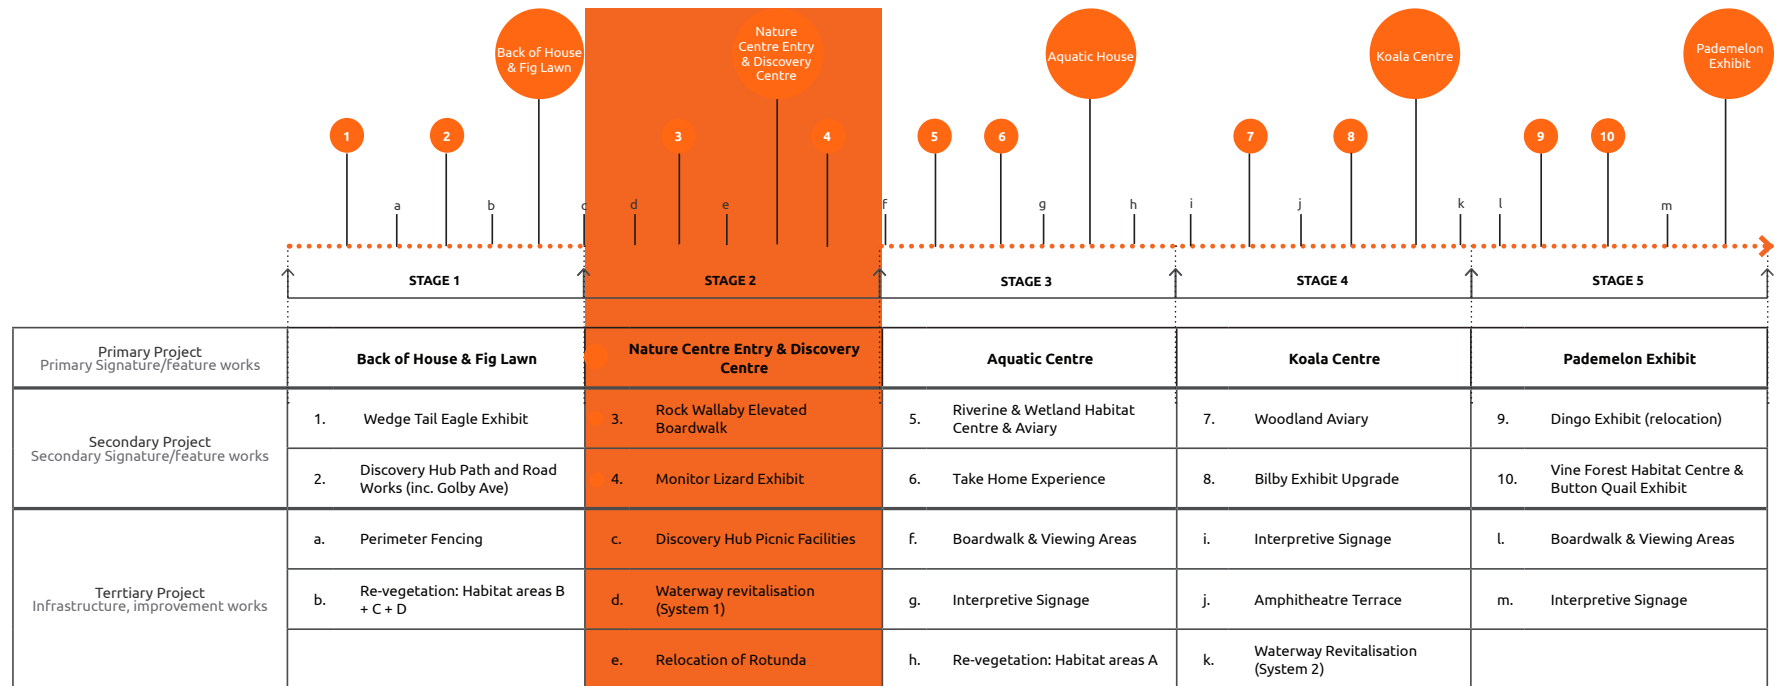 Back of House
& Fig Lawn
Nature
Centre Entry
& Discovery
Centre
Aquatic House
Koala Centre
Pademelon
Exhibit
1
2
3
4
5
6
7
8
9
10
a
b
c
d
e
f
g
h
i
j
k
l
m
STAGE 1
STAGE 2
STAGE 3
STAGE 4
STAGE 5
Primary Project
Primary Signature/feature works
Back of House & Fig Lawn
Nature Centre Entry & Discovery
Centre
Aquatic Centre
Koala Centre
Pademelon Exhibit
Secondary Project
Secondary Signature/feature works
1. Wedge Tail Eagle Exhibit
3. Rock Wallaby Elevated
Boardwalk
5. Riverine & Wetland Habitat
Centre & Aviary
7. Woodland Aviary
9. Dingo Exhibit (relocation)
2. Discovery Hub Path and Road
Works (inc. Golby Ave)
4. Monitor Lizard Exhibit
6. Take Home Experience
8. Bilby Exhibit Upgrade
10. Vine Forest Habitat Centre &
Button Quail Exhibit
Terrtiary Project
Infrastructure, improvement works
a. Perimeter Fencing
c. Discovery Hub Picnic Facilities
f. Boardwalk & Viewing Areas
i. Interpretive Signage
l. Boardwalk & Viewing Areas
b. Re-vegetation: Habitat areas B
+ C + D
d. Waterway revitalisation
(System 1)
g. Interpretive Signage
j. Amphitheatre Terrace
m. Interpretive Signage
e. Relocation of Rotunda
h. Re-vegetation: Habitat areas A
k. Waterway Revitalisation
(System 2)